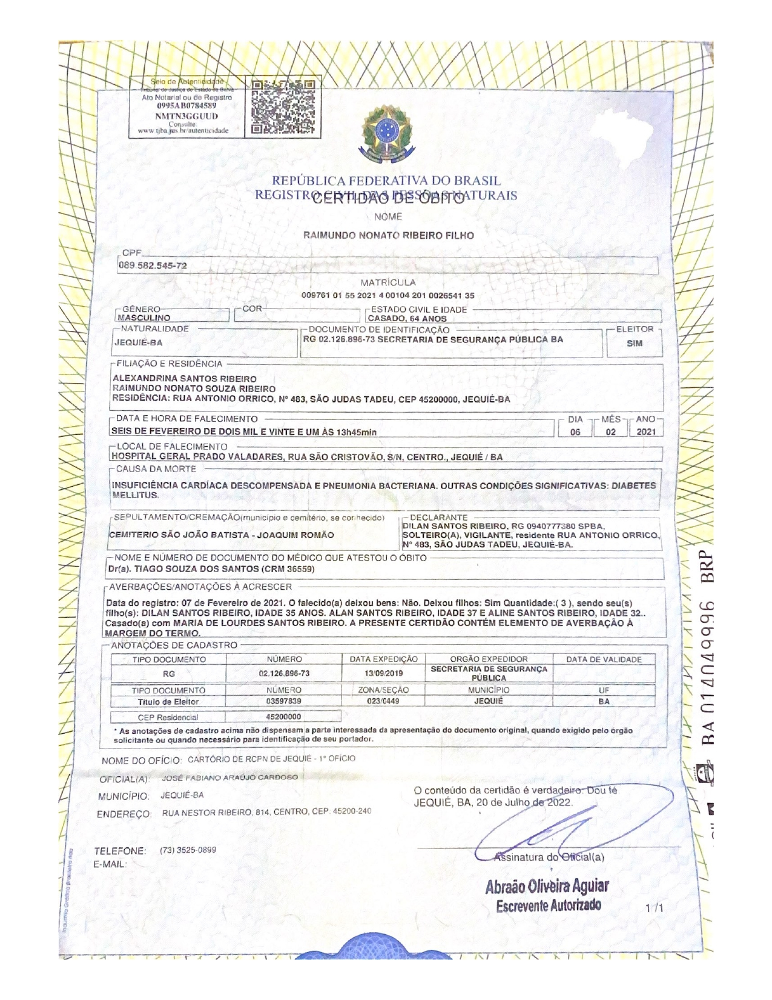 Selo de Autenticidade
Tribunal de Justiça do Estado da Bahia
Ato Notarial ou de Registro
0995AB0784589
NMTN3GGUUD
Consulte:
www.tjba.jus.br/autenticidade
REPÚBLICA FEDERATIVA DO BRASIL
REGISTRO CIVIL DAS PESSOAS NATURAIS
CERTIDÃO DE ÓBITO
NOME
RAIMUNDO NONATO RIBEIRO FILHO
CPF
089.582.545-72
MATRÍCULA
009761 01 55 2021 4 00104 201 0026541 35
GÊNERO COR ESTADO CIVIL E IDADE
MASCULINO CASADO, 64 ANOS
NATURALIDADE DOCUMENTO DE IDENTIFICAÇÃO ELEITOR
JEQUIÉ-BA RG 02.126.896-73 SECRETARIA DE SEGURANÇA PÚBLICA BA SIM
FILIAÇÃO E RESIDÊNCIA
ALEXANDRINA SANTOS RIBEIRO
RAIMUNDO NONATO SOUZA RIBEIRO
RESIDÊNCIA: RUA ANTONIO ORRICO, Nº 483, SÃO JUDAS TADEU, CEP 45200000, JEQUIÉ-BA
DATA E HORA DE FALECIMENTO DIA MÊS ANO
SEIS DE FEVEREIRO DE DOIS MIL E VINTE E UM ÀS 13h45min 06 02 2021
LOCAL DE FALECIMENTO
HOSPITAL GERAL PRADO VALADARES, RUA SÃO CRISTOVÃO, S/N, CENTRO., JEQUIÉ / BA
CAUSA DA MORTE
INSUFICIÊNCIA CARDÍACA DESCOMPENSADA E PNEUMONIA BACTERIANA. OUTRAS CONDIÇÕES SIGNIFICATIVAS: DIABETES
MELLITUS.
SEPULTAMENTO/CREMAÇÃO(município e cemitério, se conhecido)
CEMITERIO SÃO JOÃO BATISTA - JOAQUIM ROMÃO
DECLARANTE
DILAN SANTOS RIBEIRO, RG 0940777380 SPBA,
SOLTEIRO(A), VIGILANTE, residente RUA ANTONIO ORRICO,
Nº 483, SÃO JUDAS TADEU, JEQUIÉ-BA.
NOME E NÚMERO DE DOCUMENTO DO MÉDICO QUE ATESTOU O ÓBITO
Dr(a). TIAGO SOUZA DOS SANTOS (CRM 36559)
AVERBAÇÕES/ANOTAÇÕES À ACRESCER
Data do registro: 07 de Fevereiro de 2021. O falecido(a) deixou bens: Não. Deixou filhos: Sim Quantidade:( 3 ), sendo seu(s)
filho(s): DILAN SANTOS RIBEIRO, IDADE 35 ANOS. ALAN SANTOS RIBEIRO, IDADE 37 E ALINE SANTOS RIBEIRO, IDADE 32..
Casado(a) com MARIA DE LOURDES SANTOS RIBEIRO. A PRESENTE CERTIDÃO CONTÉM ELEMENTO DE AVERBAÇÃO À
MARGEM DO TERMO.
ANOTAÇÕES DE CADASTRO
TIPO DOCUMENTO NÚMERO DATA EXPEDIÇÃO ORGÃO EXPEDIDOR DATA DE VALIDADE
RG 02.126.896-73 13/09/2019 SECRETARIA DE SEGURANÇA
PÚBLICA
TIPO DOCUMENTO NÚMERO ZONA/SEÇÃO MUNICÍPIO UF
Título de Eleitor 03597839 023/0449 JEQUIÉ BA
CEP Residencial 45200000
* As anotações de cadastro acima não dispensam a parte interessada da apresentação do documento original, quando exigido pelo órgão
solicitante ou quando necessário para identificação de seu portador.
NOME DO OFÍCIO: CARTÓRIO DE RCPN DE JEQUIÉ - 1º OFÍCIO
OFICIAL(A): JOSÉ FABIANO ARAÚJO CARDOSO
MUNICÍPIO: JEQUIÉ-BA
ENDEREÇO: RUA NESTOR RIBEIRO, 814, CENTRO, CEP: 45200-240
O conteúdo da certidão é verdadeiro. Dou fé
JEQUIÉ, BA, 20 de Julho de 2022.
TELEFONE: (73) 3525-0899
E-MAIL:
Assinatura do Oficial(a)
Abraão Oliveira Aguiar
Escrevente Autorizado
1 /1
BA 014049996 BRP